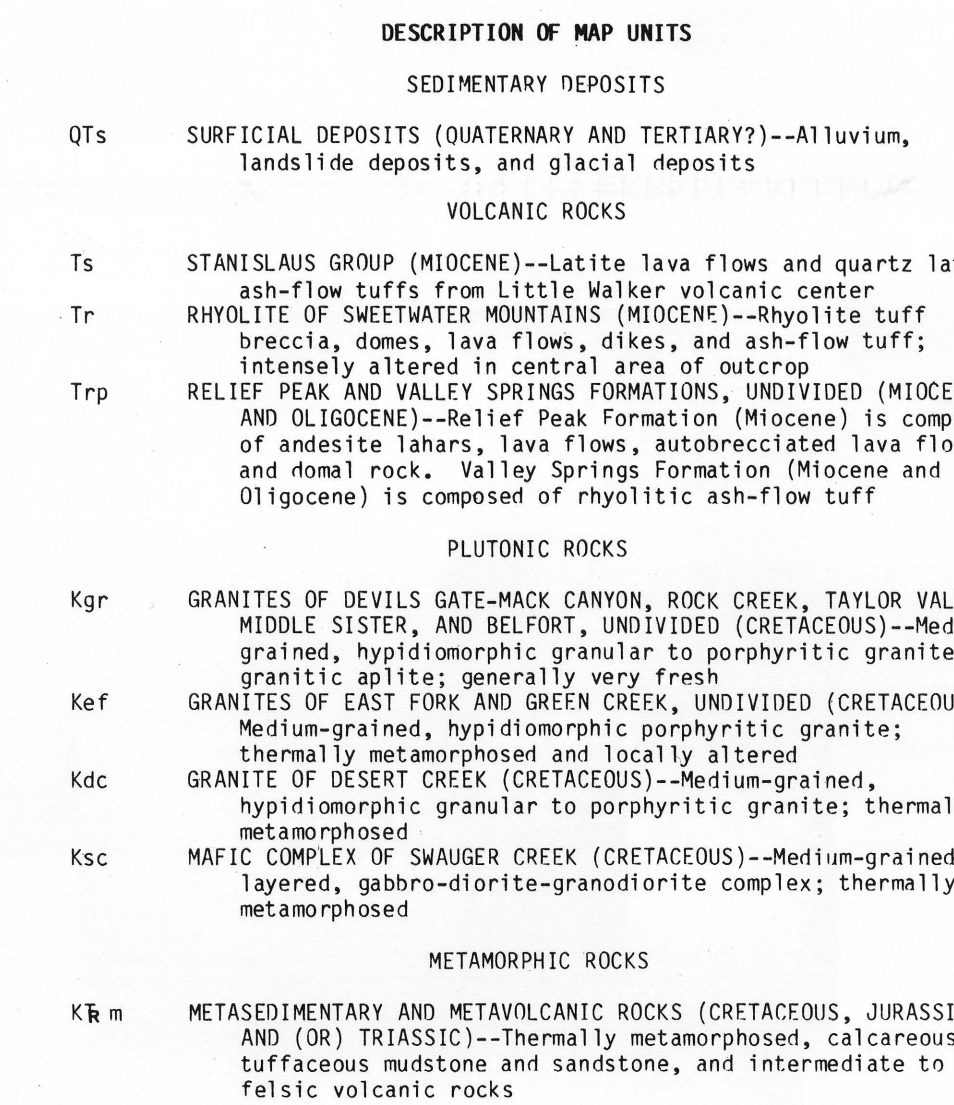 DESCRIPTION OF MAP UNITS
SEDIMENTARY DEPOSITS
QTs SURFICIAL DEPOSITS (QUATERNARY AND TERTIARY?)--Alluvium,
landslide deposits, and glacial deposits
VOLCANIC ROCKS
Ts STANISLAUS GROUP (MIOCENE)--Latite lava flows and quartz la
ash-flow tuffs from Little Walker volcanic center
Tr RHYOLITE OF SWEETWATER MOUNTAINS (MIOCENE)--Rhyolite tuff
breccia, domes, lava flows, dikes, and ash-flow tuff;
intensely altered in central area of outcrop
Trp RELIEF PEAK AND VALLEY SPRINGS FORMATIONS, UNDIVIDED (MIOCE
AND OLIGOCENE)--Relief Peak Formation (Miocene) is comp
of andesite lahars, lava flows, autobrecciated lava flo
and domal rock. Valley Springs Formation (Miocene and
Oligocene) is composed of rhyolitic ash-flow tuff
PLUTONIC ROCKS
Kgr GRANITES OF DEVILS GATE-MACK CANYON, ROCK CREEK, TAYLOR VAL
MIDDLE SISTER, AND BELFORT, UNDIVIDED (CRETACEOUS)--Med
grained, hypidiomorphic granular to porphyritic granite
granitic aplite; generally very fresh
Kef GRANITES OF EAST FORK AND GREEN CREEK, UNDIVIDED (CRETACEOU
Medium-grained, hypidiomorphic porphyritic granite;
thermally metamorphosed and locally altered
Kdc GRANITE OF DESERT CREEK (CRETACEOUS)--Medium-grained,
hypidiomorphic granular to porphyritic granite; thermal
metamorphosed
Ksc MAFIC COMPLEX OF SWAUGER CREEK (CRETACEOUS)--Medium-grained
layered, gabbro-diorite-granodiorite complex; thermally
metamorphosed
METAMORPHIC ROCKS
KTRm METASEDIMENTARY AND METAVOLCANIC ROCKS (CRETACEOUS, JURASSI
AND (OR) TRIASSIC)--Thermally metamorphosed, calcareous
tuffaceous mudstone and sandstone, and intermediate to
felsic volcanic rocks